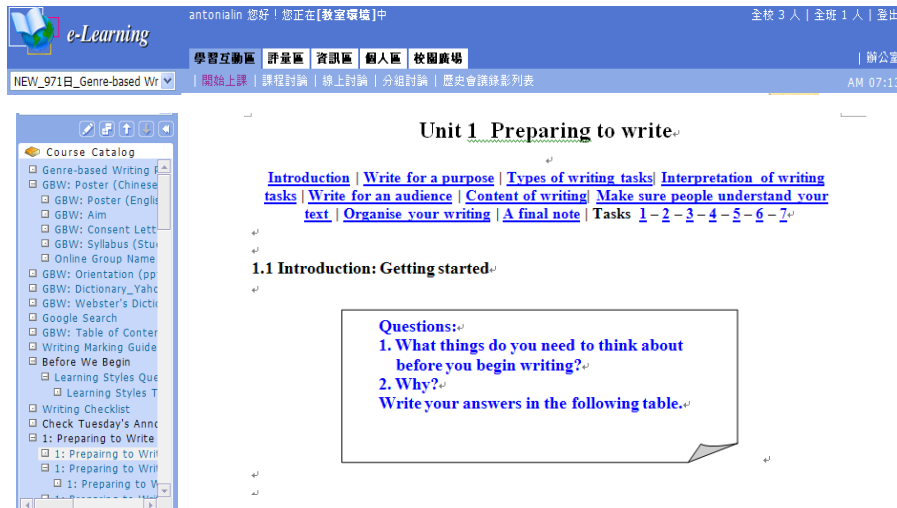 e-Learning
antonialin 您好！您正在[教室環境]中
全校 3 人 | 全班 1 人 | 登出
學習互動區 評量區 資訊區 個人區 校園廣場
| 辦公室
NEW_971日_Genre-based Wr
| 開始上課 | 課程討論 | 線上討論 | 分組討論 | 歷史會議錄影列表
AM 07:13
Course Catalog
Genre-based Writing
GBW: Poster (Chinese
GBW: Poster (Englis
GBW: Aim
GBW: Consent Lett
GBW: Syllabus (Stu
Online Group Name
GBW: Orientation (pp
GBW: Dictionary_Yaho
GBW: Webster's Dictio
Google Search
GBW: Table of Conter
Writing Marking Guide
Before We Begin
Learning Styles Que
Learning Styles T
Writing Checklist
Check Tuesday's Anno
1: Preparing to Write
1: Prepairng to Writ
1: Preparing to Writ
1: Preparing to W
Unit 1 Preparing to write
Introduction | Write for a purpose | Types of writing tasks| Interpretation of writing
tasks | Write for an audience | Content of writing| Make sure people understand your
text | Organise your writing | A final note | Tasks 1 – 2 – 3 – 4 – 5 – 6 – 7
1.1 Introduction: Getting started
Questions:
1. What things do you need to think about
before you begin writing?
2. Why?
Write your answers in the following table.